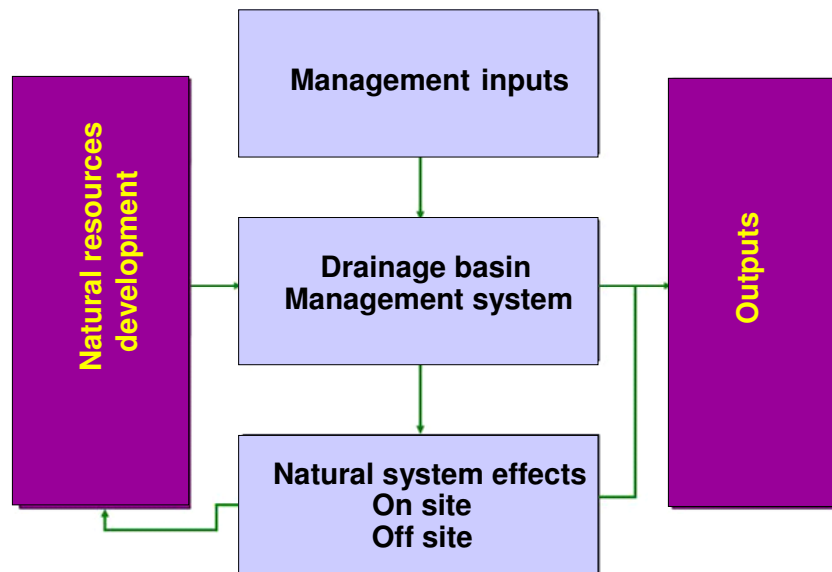 Management inputs
Natural resources
development
Drainage basin
Management system
Outputs
Natural system effects
On site
Off site